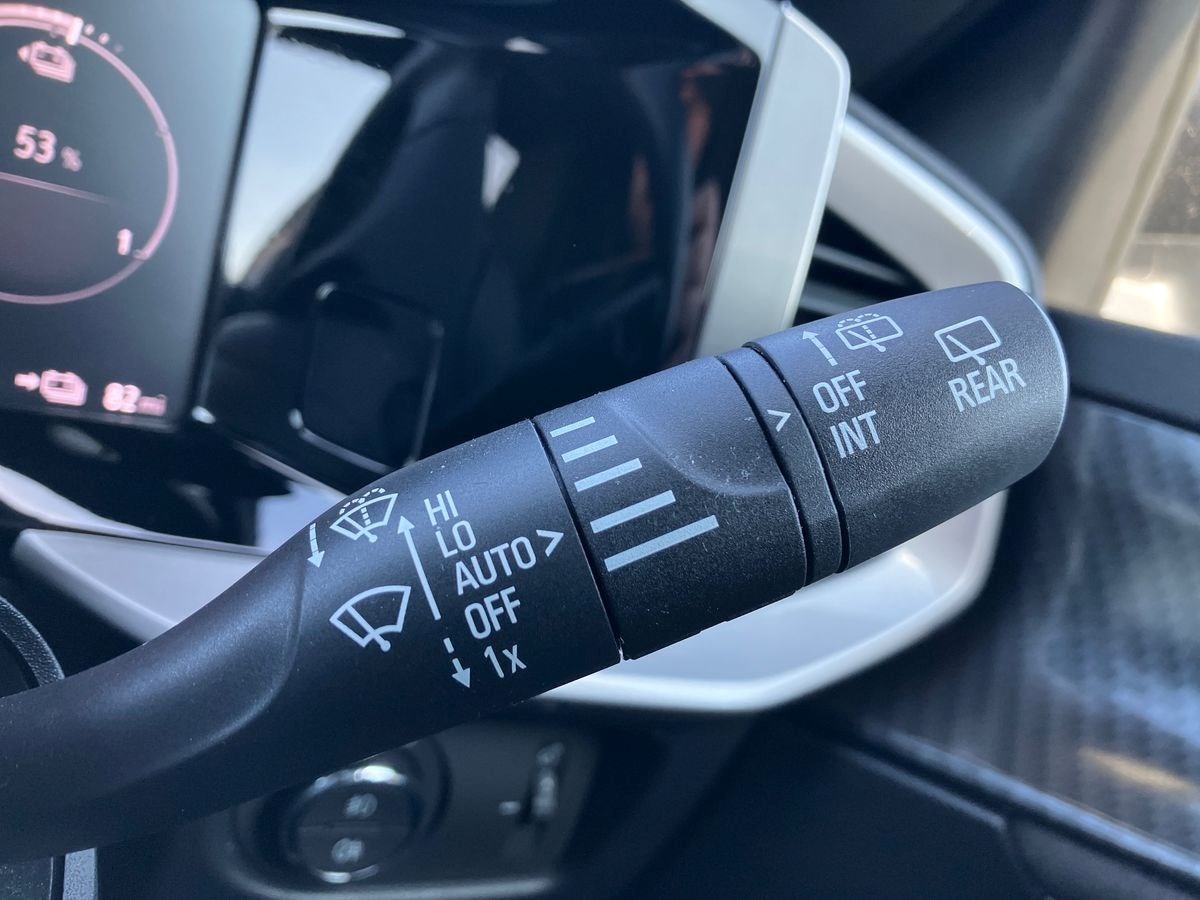 53 %
1
82 mi
HI
LO
AUTO >
OFF
1x
>
OFF
INT
REAR